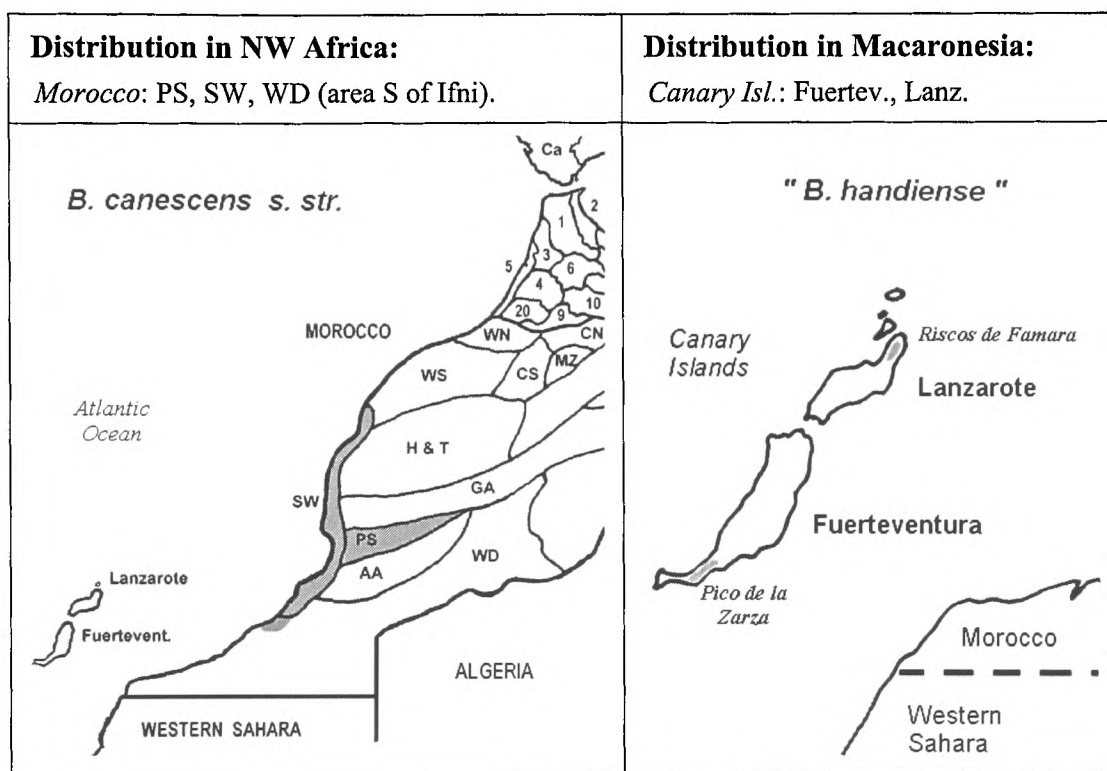 Distribution in NW Africa:
Morocco: PS, SW, WD (area S of Ifni).
B. canescens s. str.
Ca
2
1
3
5
6
4
10
20
9
MOROCCO
WN
CN
MZ
WS
CS
Atlantic
Ocean
H & T
GA
SW
PS
WD
AA
Lanzarote
Fuertevent.
ALGERIA
WESTERN SAHARA
Distribution in Macaronesia:
Canary Isl.: Fuertev., Lanz.
" B. handiense "
Canary
Islands
Riscos de Famara
Lanzarote
Fuerteventura
Pico de la
Zarza
Morocco
Western
Sahara